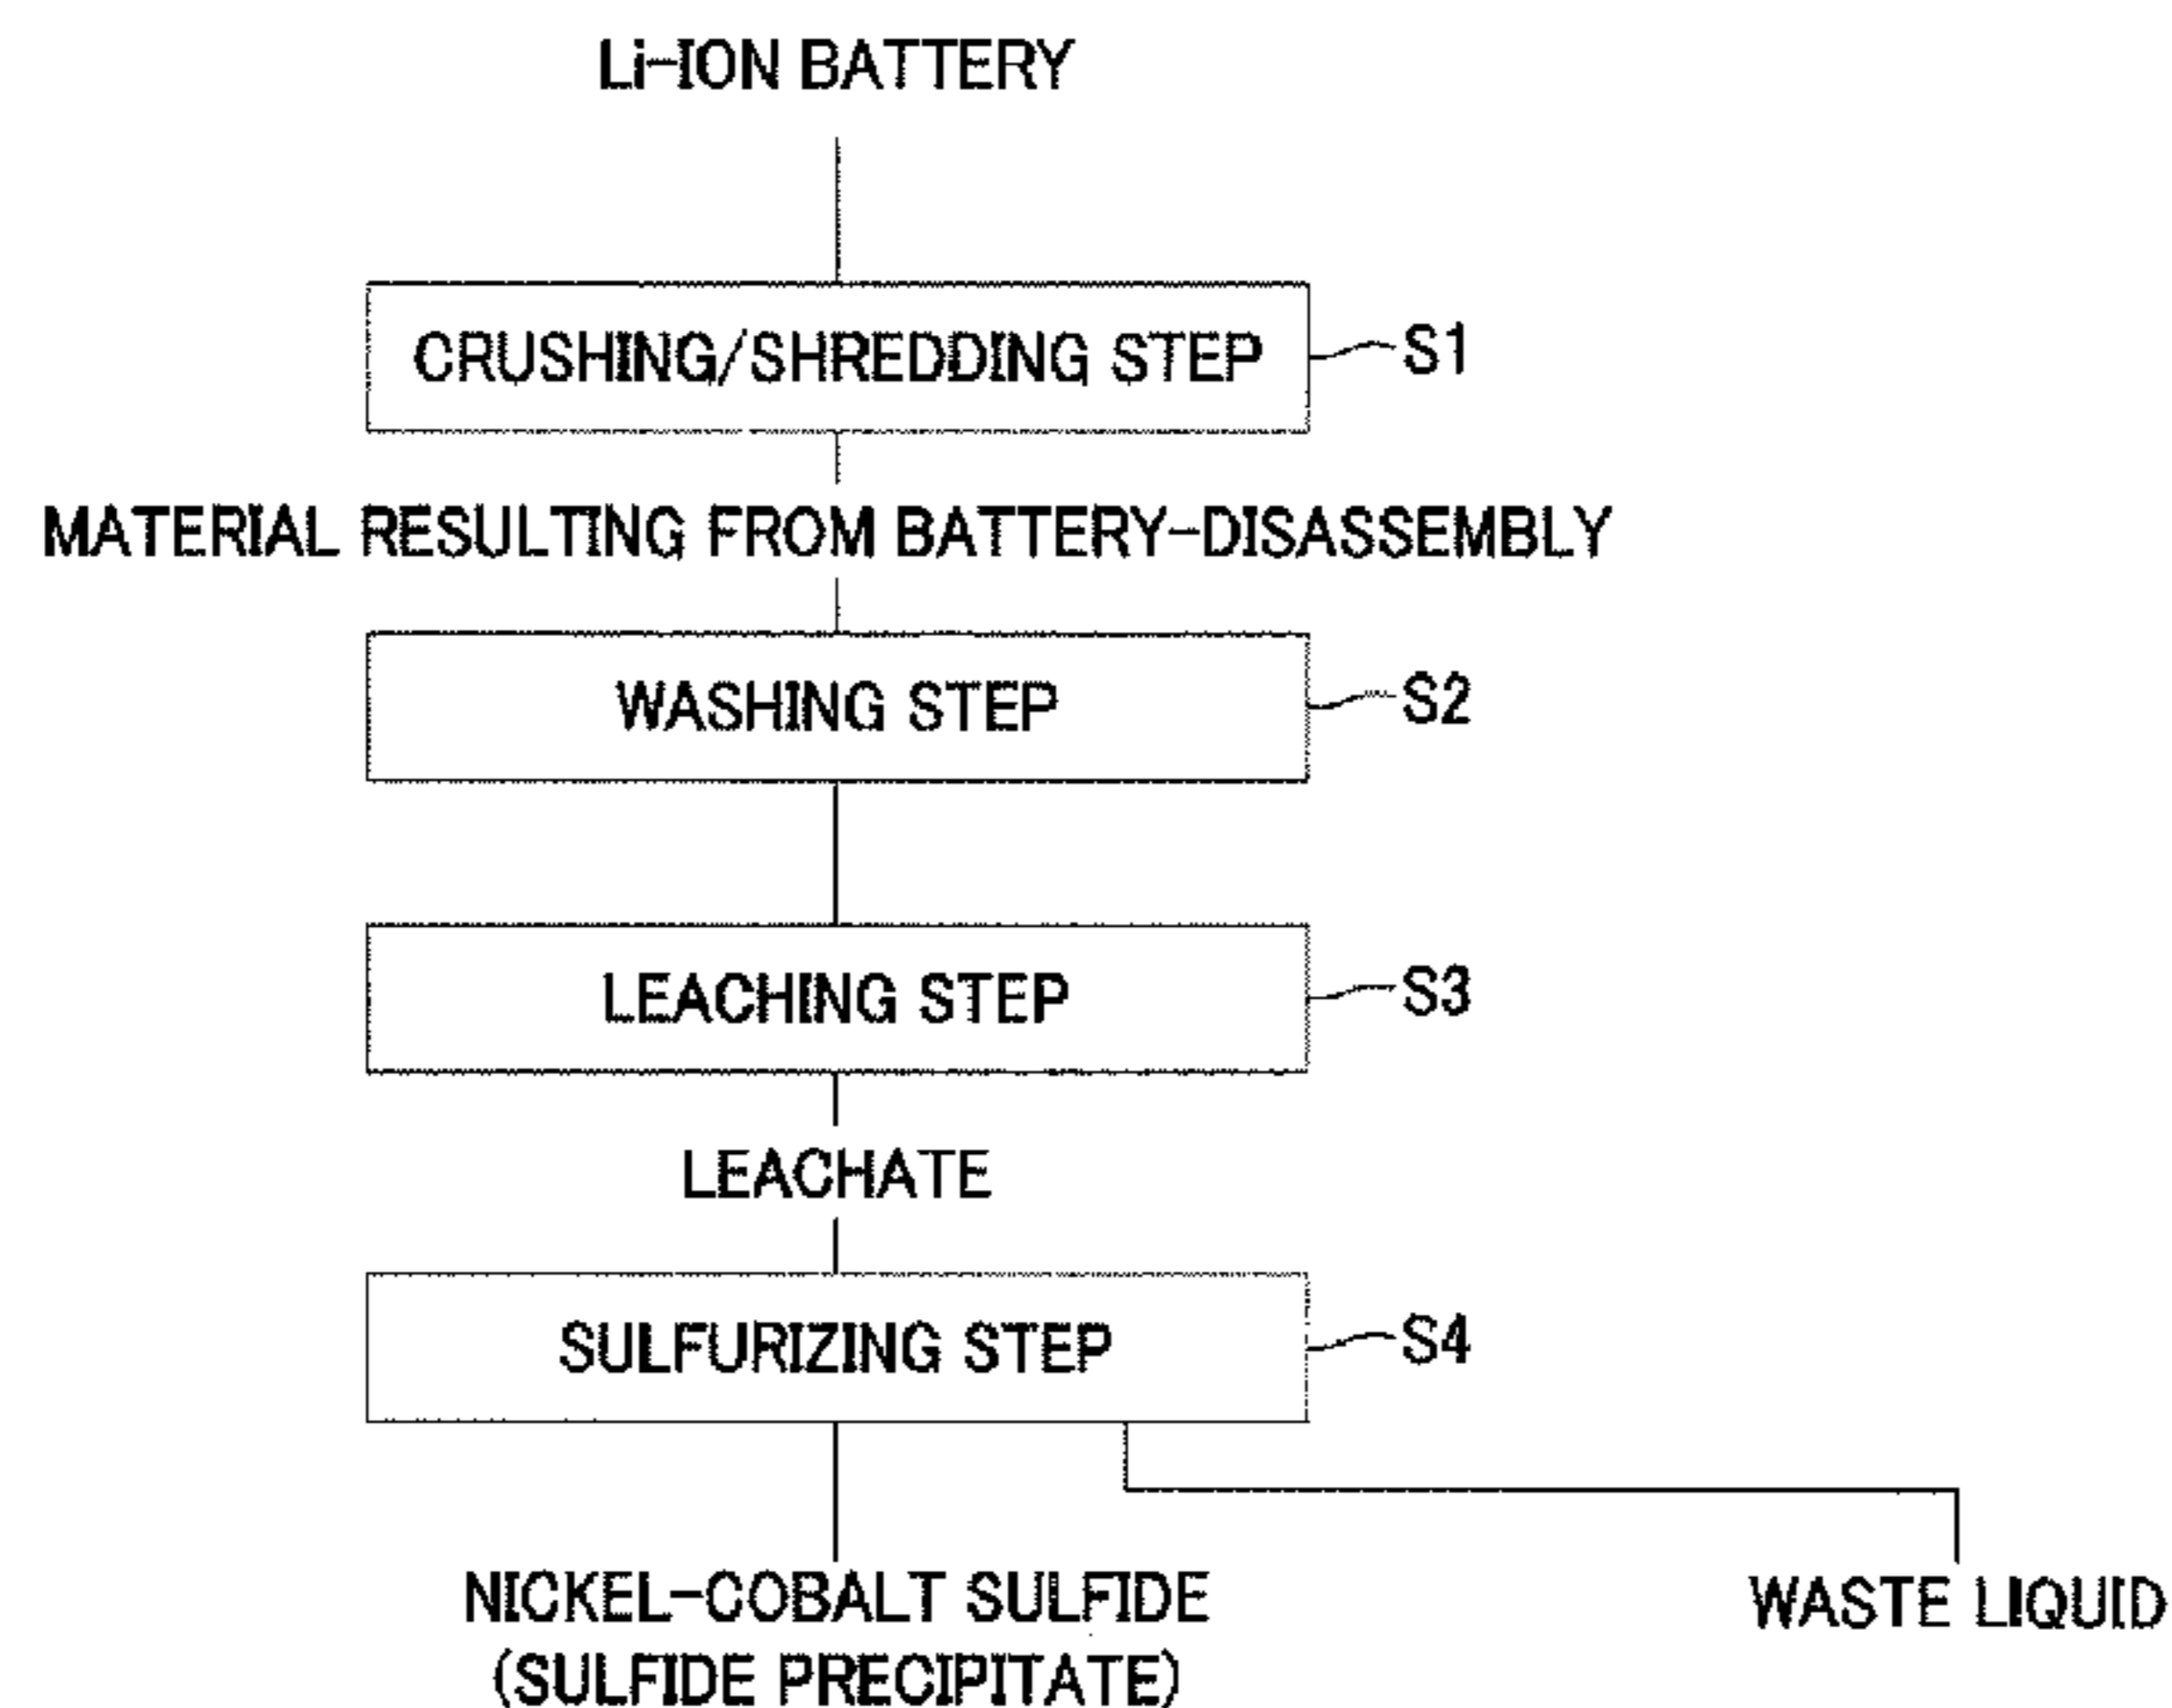 Li-ION BATTERY
CRUSHING/SHREDDING STEP
S1
MATERIAL RESULTING FROM BATTERY-DISASSEMBLY
WASHING STEP
S2
LEACHING STEP
S3
LEACHATE
SULFURIZING STEP
S4
NICKEL-COBALT SULFIDE
(SULFIDE PRECIPITATE)
WASTE LIQUID